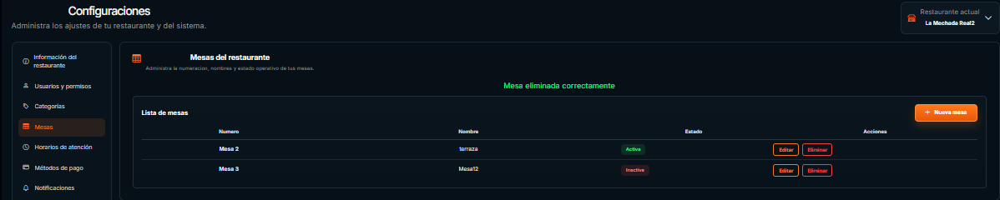 Configuraciones
Administra los ajustes de tu restaurante y del sistema.
Restaurante actual
La Mechada Real2
Información del
restaurante
Usuarios y permisos
Categorías
Mesas
Horarios de atención
Métodos de pago
Notificaciones
Mesas del restaurante
Administra la numeracion, nombres y estado operativo de tus mesas.
Mesa eliminada correctamente
Lista de mesas
+ Nueva mesa
Numero Nombre Estado Acciones
Mesa 2 terraza Activa Editar Eliminar
Mesa 3 Mesa12 Inactiva Editar Eliminar